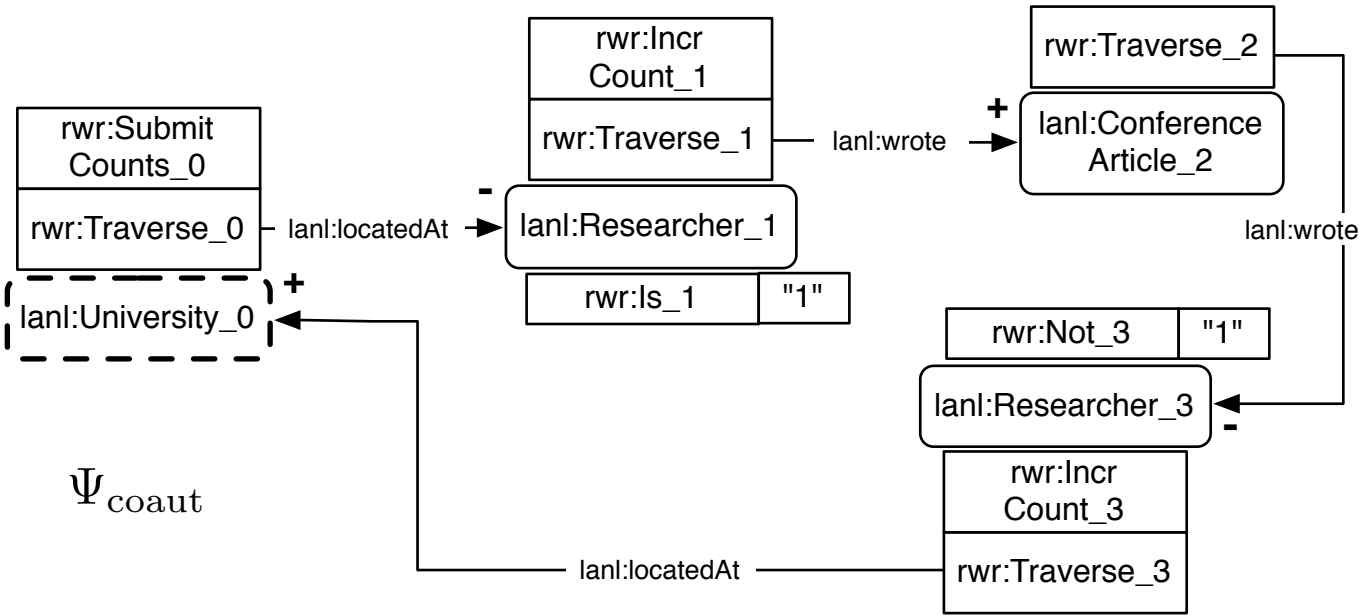 rwr:Submit
Counts_0
rwr:Traverse_0
lanl:University_0
+
lanl:locatedAt
-
rwr:Incr
Count_1
rwr:Traverse_1
lanl:Researcher_1
rwr:Is_1 "1"
lanl:wrote
+
rwr:Traverse_2
lanl:Conference
Article_2
lanl:wrote
rwr:Not_3 "1"
lanl:Researcher_3
-
rwr:Incr
Count_3
rwr:Traverse_3
lanl:locatedAt
Ψcoaut